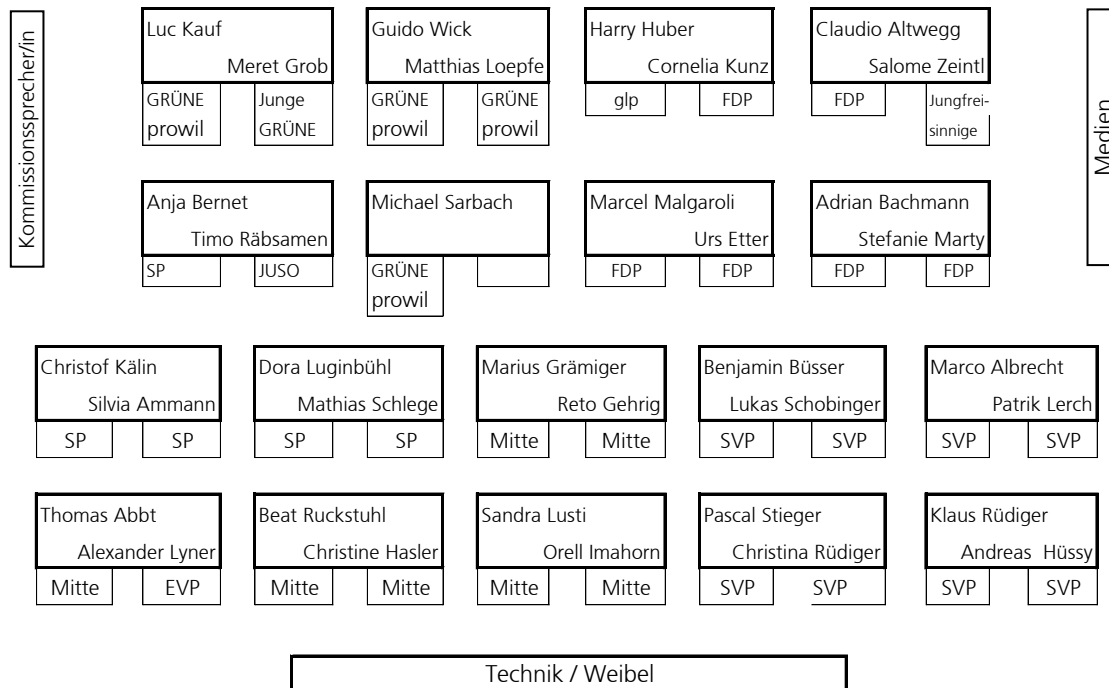 Kommissionssprecher/in
Luc Kauf
Meret Grob
GRÜNE prowil
Junge GRÜNE
Guido Wick
Matthias Loepfe
GRÜNE prowil
GRÜNE prowil
Harry Huber
Cornelia Kunz
glp
FDP
Claudio Altwegg
Salome Zeintl
FDP
Jungfrei-
sinnige
Medien
Anja Bernet
Timo Räbsamen
SP
JUSO
Michael Sarbach
GRÜNE
prowil
Marcel Malgaroli
Urs Etter
FDP
FDP
Adrian Bachmann
Stefanie Marty
FDP
FDP
Christof Kälin
Silvia Ammann
SP
SP
Dora Luginbühl
Mathias Schlege
SP
SP
Marius Grämiger
Reto Gehrig
Mitte
Mitte
Benjamin Büsser
Lukas Schobinger
SVP
SVP
Marco Albrecht
Patrik Lerch
SVP
SVP
Thomas Abbt
Alexander Lyner
Mitte
EVP
Beat Ruckstuhl
Christine Hasler
Mitte
Mitte
Sandra Lusti
Orell Imahorn
Mitte
Mitte
Pascal Stieger
Christina Rüdiger
SVP
SVP
Klaus Rüdiger
Andreas Hüssy
SVP
SVP
Technik / Weibel